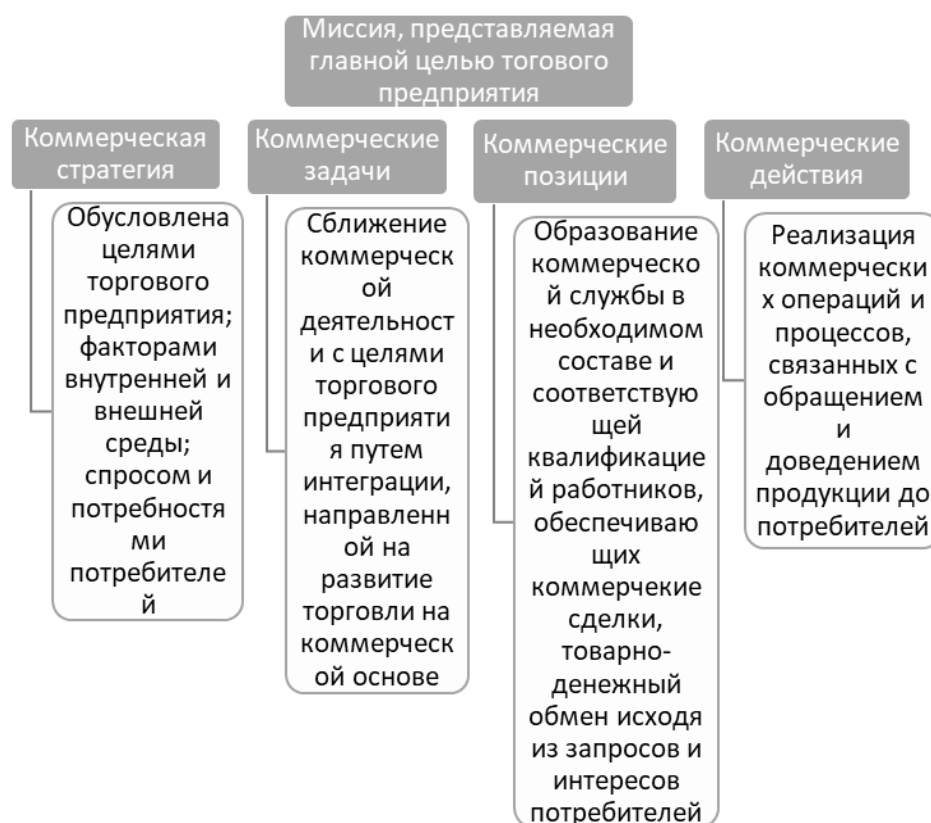 Миссия, представляемая
главной целью тогового
предприятия
Коммерческая
стратегия
Обусловлена
целями
торгового
предприятия;
факторами
внутренней и
внешней
среды;
спросом и
потребностя
ми
потребителе
й
Коммерческие
задачи
Сближение
коммерческ
ой
деятельност
и с целями
торгового
предприяти
я путем
интеграции,
направленн
ой на
развитие
торговли на
коммерческ
ой основе
Коммерческие
позиции
Образование
коммерческо
й службы в
необходимом
составе и
соответствую
щей
квалификацие
й работников,
обеспечиваю
щих
коммерчекие
сделки,
товарно-
денежный
обмен исходя
из запросов и
интересов
потребителей
Коммерческие
действия
Реализация
коммерчески
х операций и
процессов,
связанных с
обращением
и
доведением
продукции до
потребителей